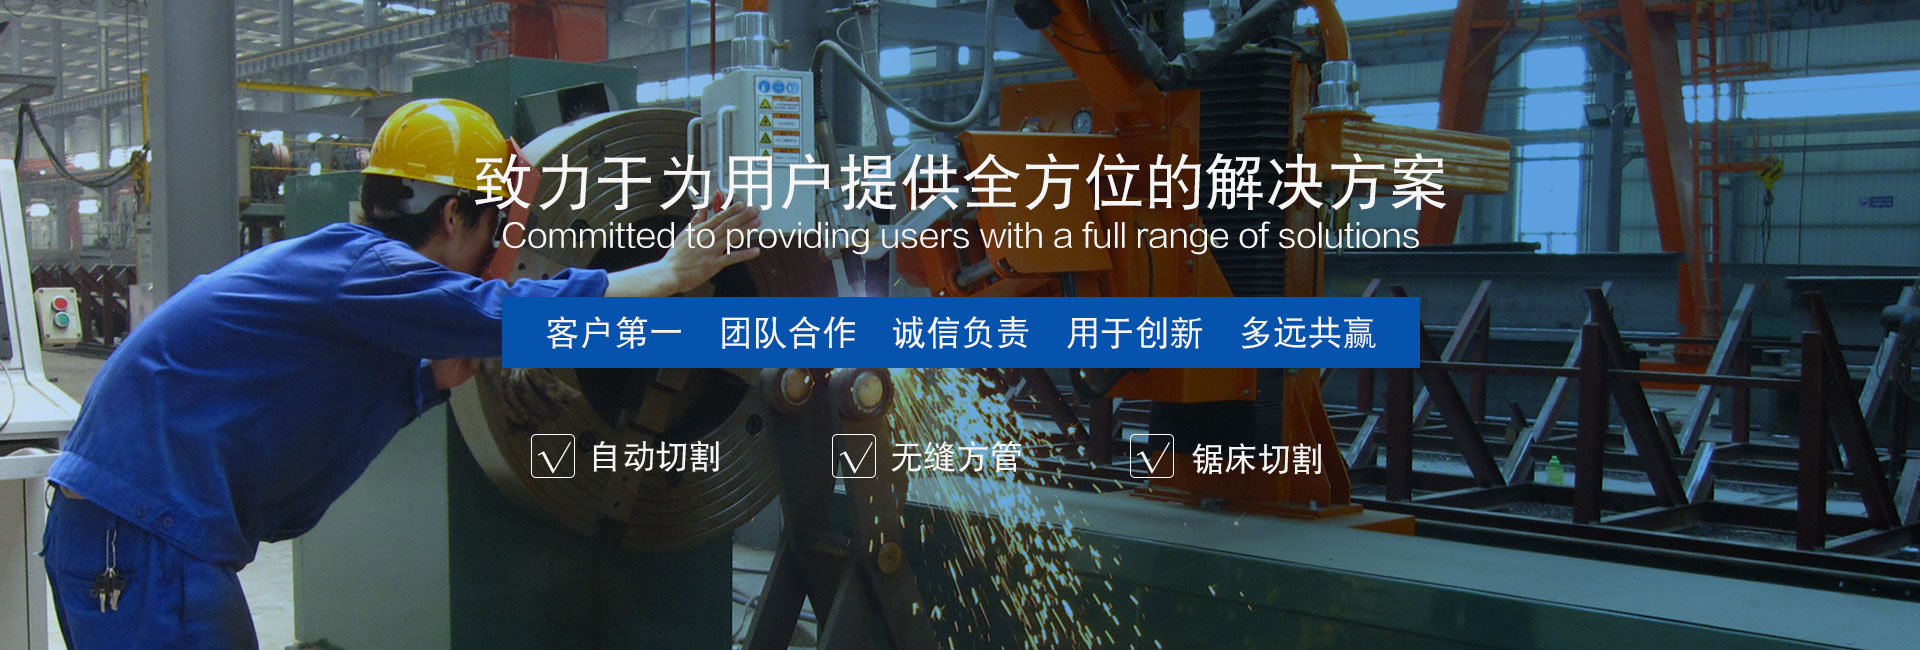 致力于为用户提供全方位的解决方案
Committed to providing users with a full range of solutions
客户第一 团队合作 诚信负责 用于创新 多远共赢
自动切割 无缝方管 锯床切割